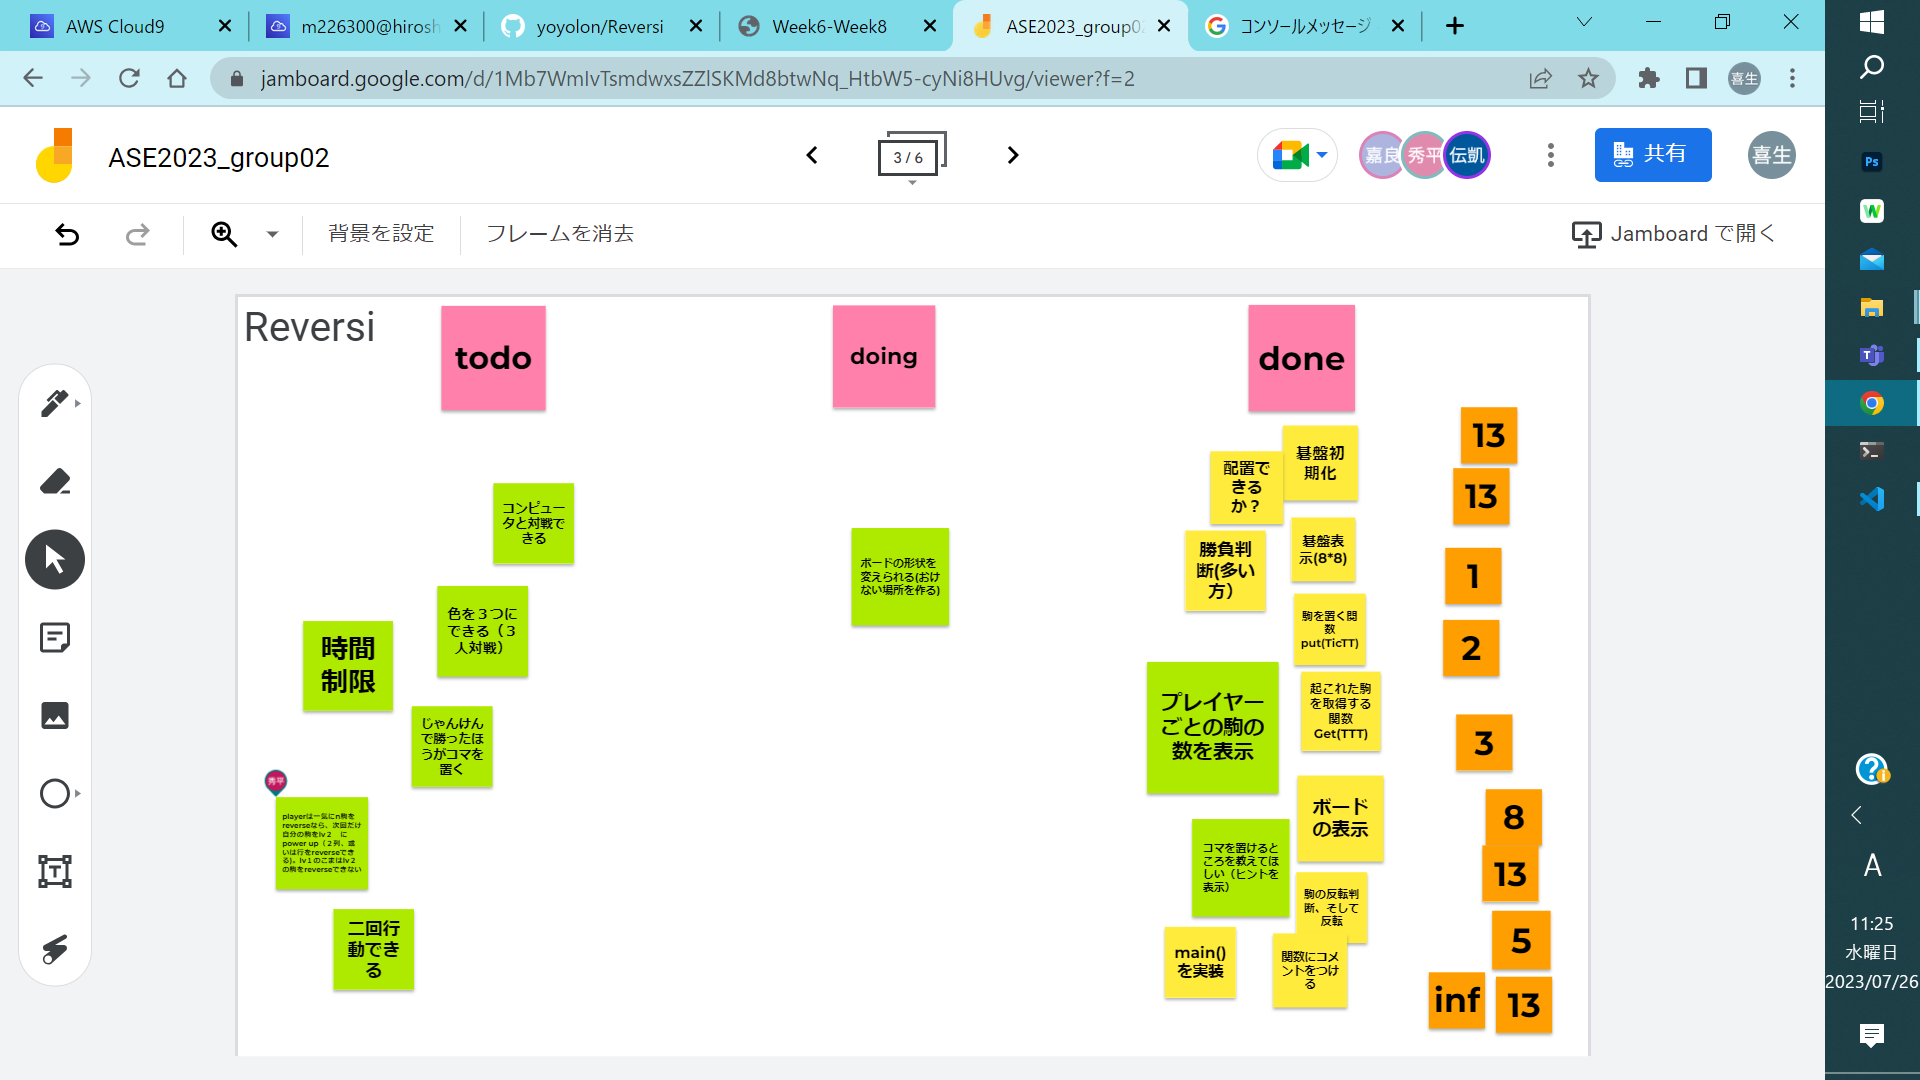 AWS Cloud9
m226300@hirosh
yoyolon/Reversi
Week6-Week8
ASE2023_group02
コンソールメッセージ
jamboard.google.com/d/1Mb7WmIvTsmdwxsZZlSKMd8btwNq_HtbW5-cyNi8HUvg/viewer?f=2
喜生
ASE2023_group02
3 / 6
嘉良
秀平
伝凱
共有
喜生
背景を設定
フレームを消去
Jamboard で開く
Reversi
todo
doing
done
コンピュー
タと対戦で
きる
色を３つに
できる（３
人対戦）
時間
制限
じゃんけん
で勝ったほ
うがコマを
置く
秀平
playerは一気にn駒を
reverseなら、次回だけ
自分の駒をlv２　に
power up（２列、或
いは行をreverseでき
る)。lv１のこまはlv２
の駒をreverseできない
二回行
動でき
る
ボードの形状を
変えられる(おけ
ない場所を作る)
配置で
きる
か？
碁盤初
期化
勝負判
断(多い
方）
碁盤表
示(8*8)
駒を置く関
数
put(TicTT)
プレイヤー
ごとの駒の
数を表示
起こされた駒
を取得する
関数
Get(TTT)
ボード
の表示
コマを置けると
ころを教えてほ
しい（ヒントを
表示）
駒の反転判
断、そして
反転
main()
を実装
関数にコメ
ントをつけ
る
13
13
1
2
3
8
13
5
inf
13
Ps
W
A
11:25
水曜日
2023/07/26